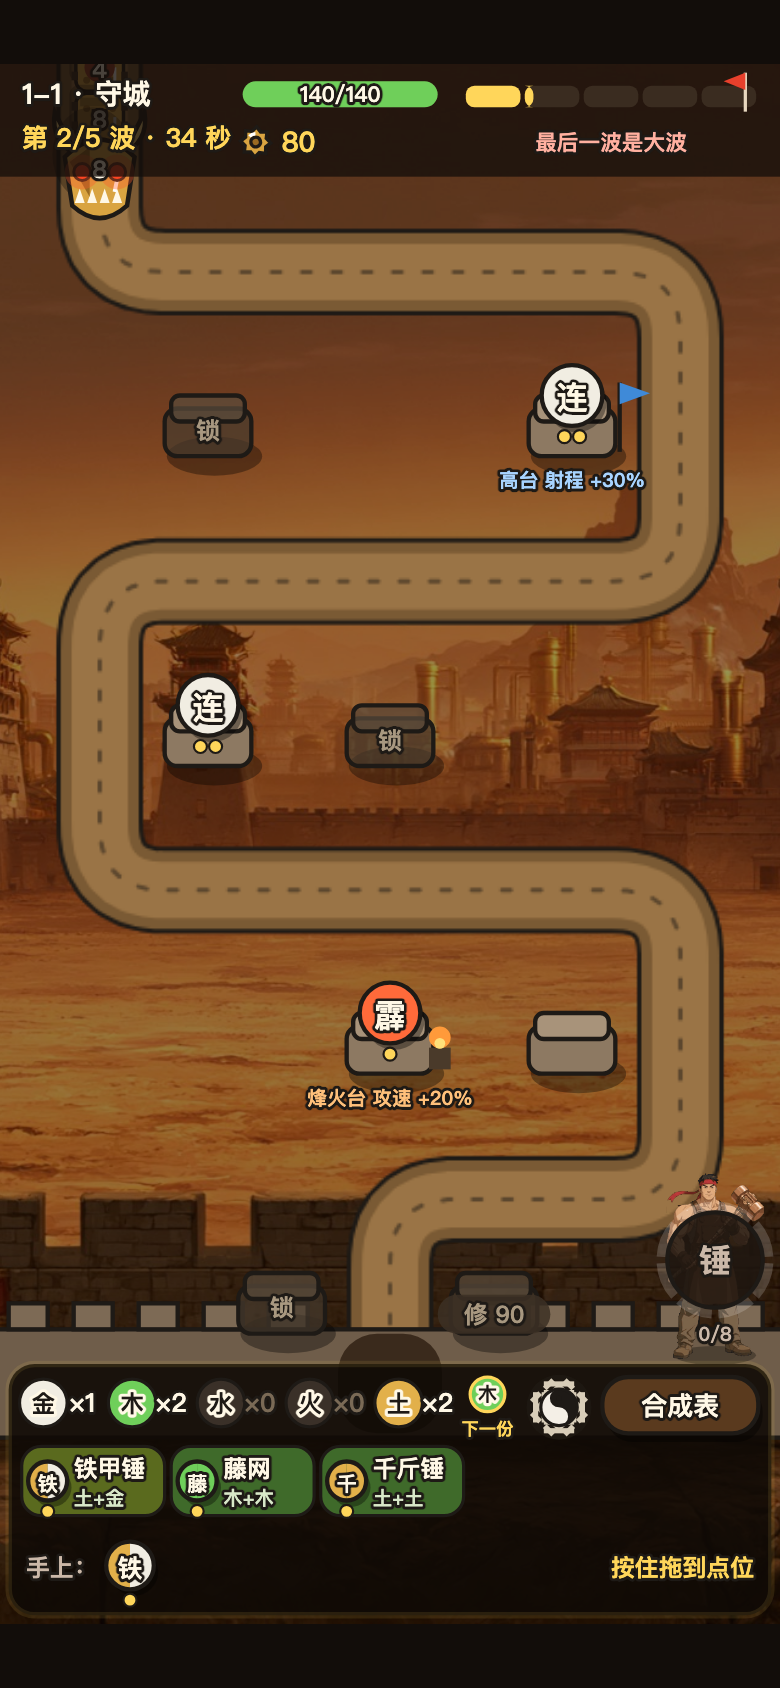 4
8
8
1–1 · 守城
140/140
第 2/5 波 · 34 秒
80
最后一波是大波
连
锁
高台 射程 +30%
连
锁
霹
烽火台 攻速 +20%
锤
锁
修 90
0/8
金 ×1
木 ×2
水 ×0
火 ×0
土 ×2
木
下一份
合成表
铁 铁甲锤
土+金
藤 藤网
木+木
千 千斤锤
土+土
手上：
铁
按住拖到点位